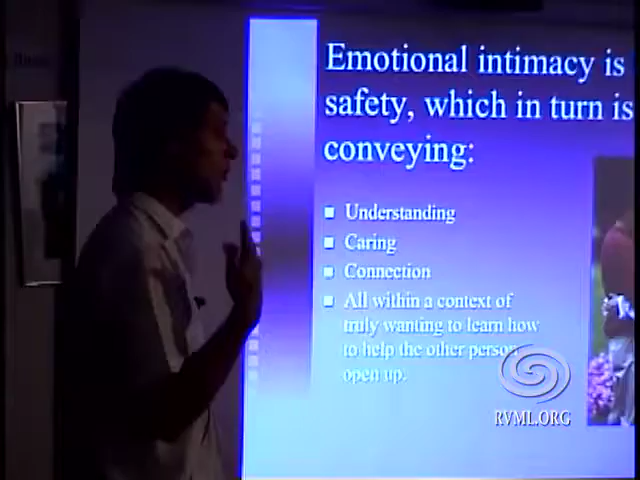 Emotional intimacy is
safety, which in turn is
conveying:
Understanding
Caring
Connection
All within a context of
truly wanting to learn how
to help the other person
open up.
RVML.ORG